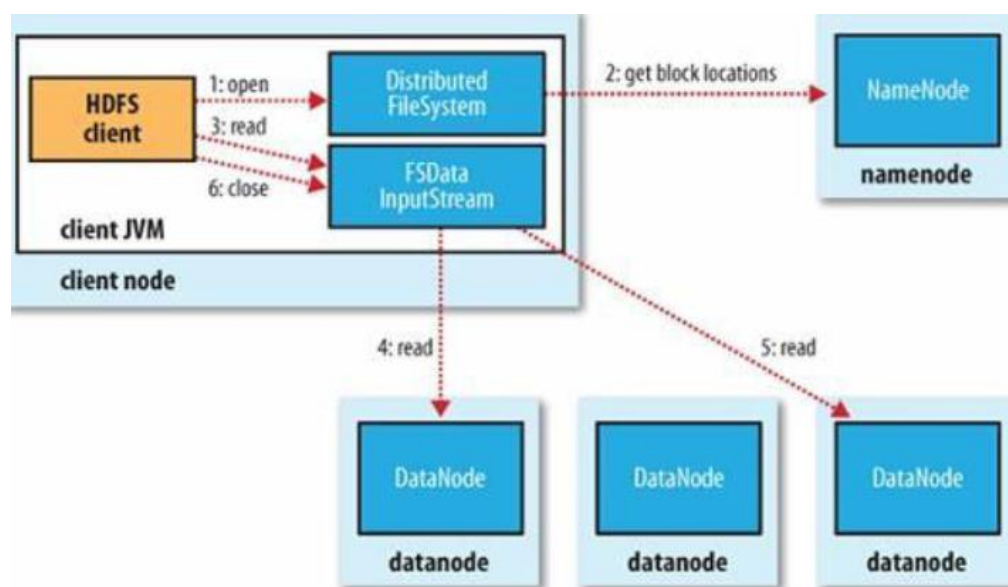 HDFS
client
1: open
3: read
6: close
Distributed
FileSystem
FSData
InputStream
client JVM
client node
2: get block locations
NameNode
namenode
4: read
5: read
DataNode
datanode
DataNode
datanode
DataNode
datanode